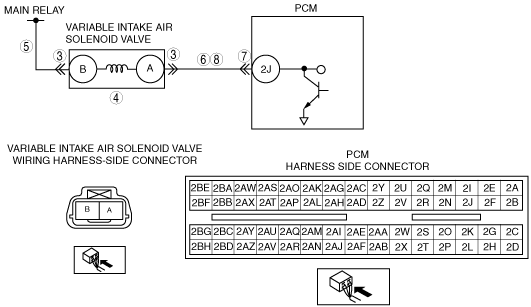 MAIN RELAY
PCM
VARIABLE INTAKE AIR
SOLENOID VALVE
5
3
B
A
3
6 8
7
2J
4
VARIABLE INTAKE AIR SOLENOID VALVE
WIRING HARNESS-SIDE CONNECTOR
B A
PCM
HARNESS SIDE CONNECTOR
2BE 2BA 2AW 2AS 2AO 2AK 2AG 2AC 2Y 2U 2Q 2M 2I 2E 2A
2BF 2BB 2AX 2AT 2AP 2AL 2AH 2AD 2Z 2V 2R 2N 2J 2F 2B
2BG 2BC 2AY 2AU 2AQ 2AM 2AI 2AE 2AA 2W 2S 2O 2K 2G 2C
2BH 2BD 2AZ 2AV 2AR 2AN 2AJ 2AF 2AB 2X 2T 2P 2L 2H 2D